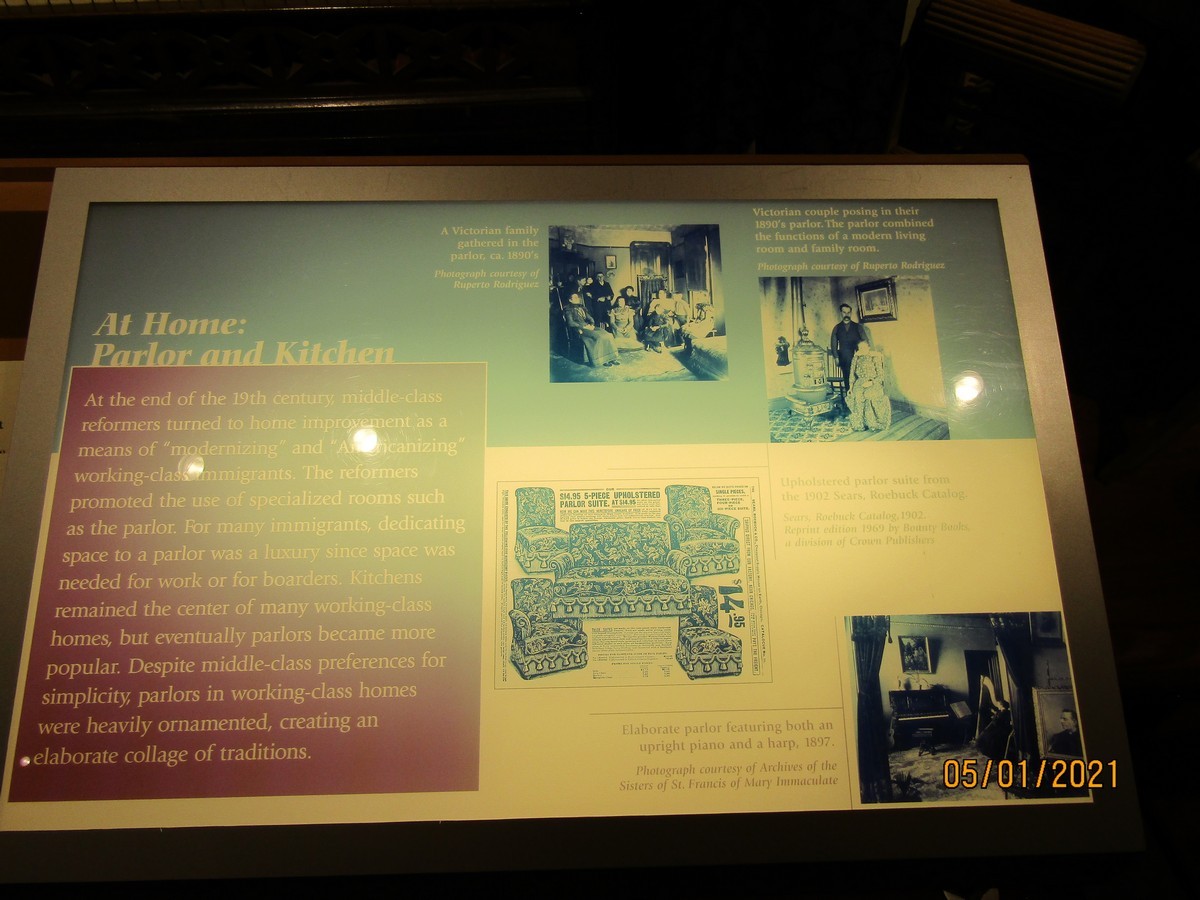 A Victorian family
gathered in the
parlor, ca. 1890's
Photograph courtesy of
Ruperto Rodriguez
Victorian couple posing in their
1890's parlor. The parlor combined
the functions of a modern living
room and family room.
Photograph courtesy of Ruperto Rodriguez
At Home:
Parlor and Kitchen
At the end of the 19th century, middle-class
reformers turned to home improvement as a
means of "modernizing" and "Americanizing"
working-class immigrants. The reformers
promoted the use of specialized rooms such
as the parlor. For many immigrants, dedicating
space to a parlor was a luxury since space was
needed for work or for boarders. Kitchens
remained the center of many working-class
homes, but eventually parlors became more
popular. Despite middle-class preferences for
simplicity, parlors in working-class homes
were heavily ornamented, creating an
elaborate collage of traditions.
$14.95 5-PIECE UPHOLSTERED
PARLOR SUITE, AT $14.95
$14.95
Upholstered parlor suite from
the 1902 Sears, Roebuck Catalog.
Sears, Roebuck Catalog, 1902.
Reprint edition 1969 by Bounty Books,
a division of Crown Publishers
Elaborate parlor featuring both an
upright piano and a harp, 1897.
Photograph courtesy of Archives of the
Sisters of St. Francis of Mary Immaculate
05/01/2021